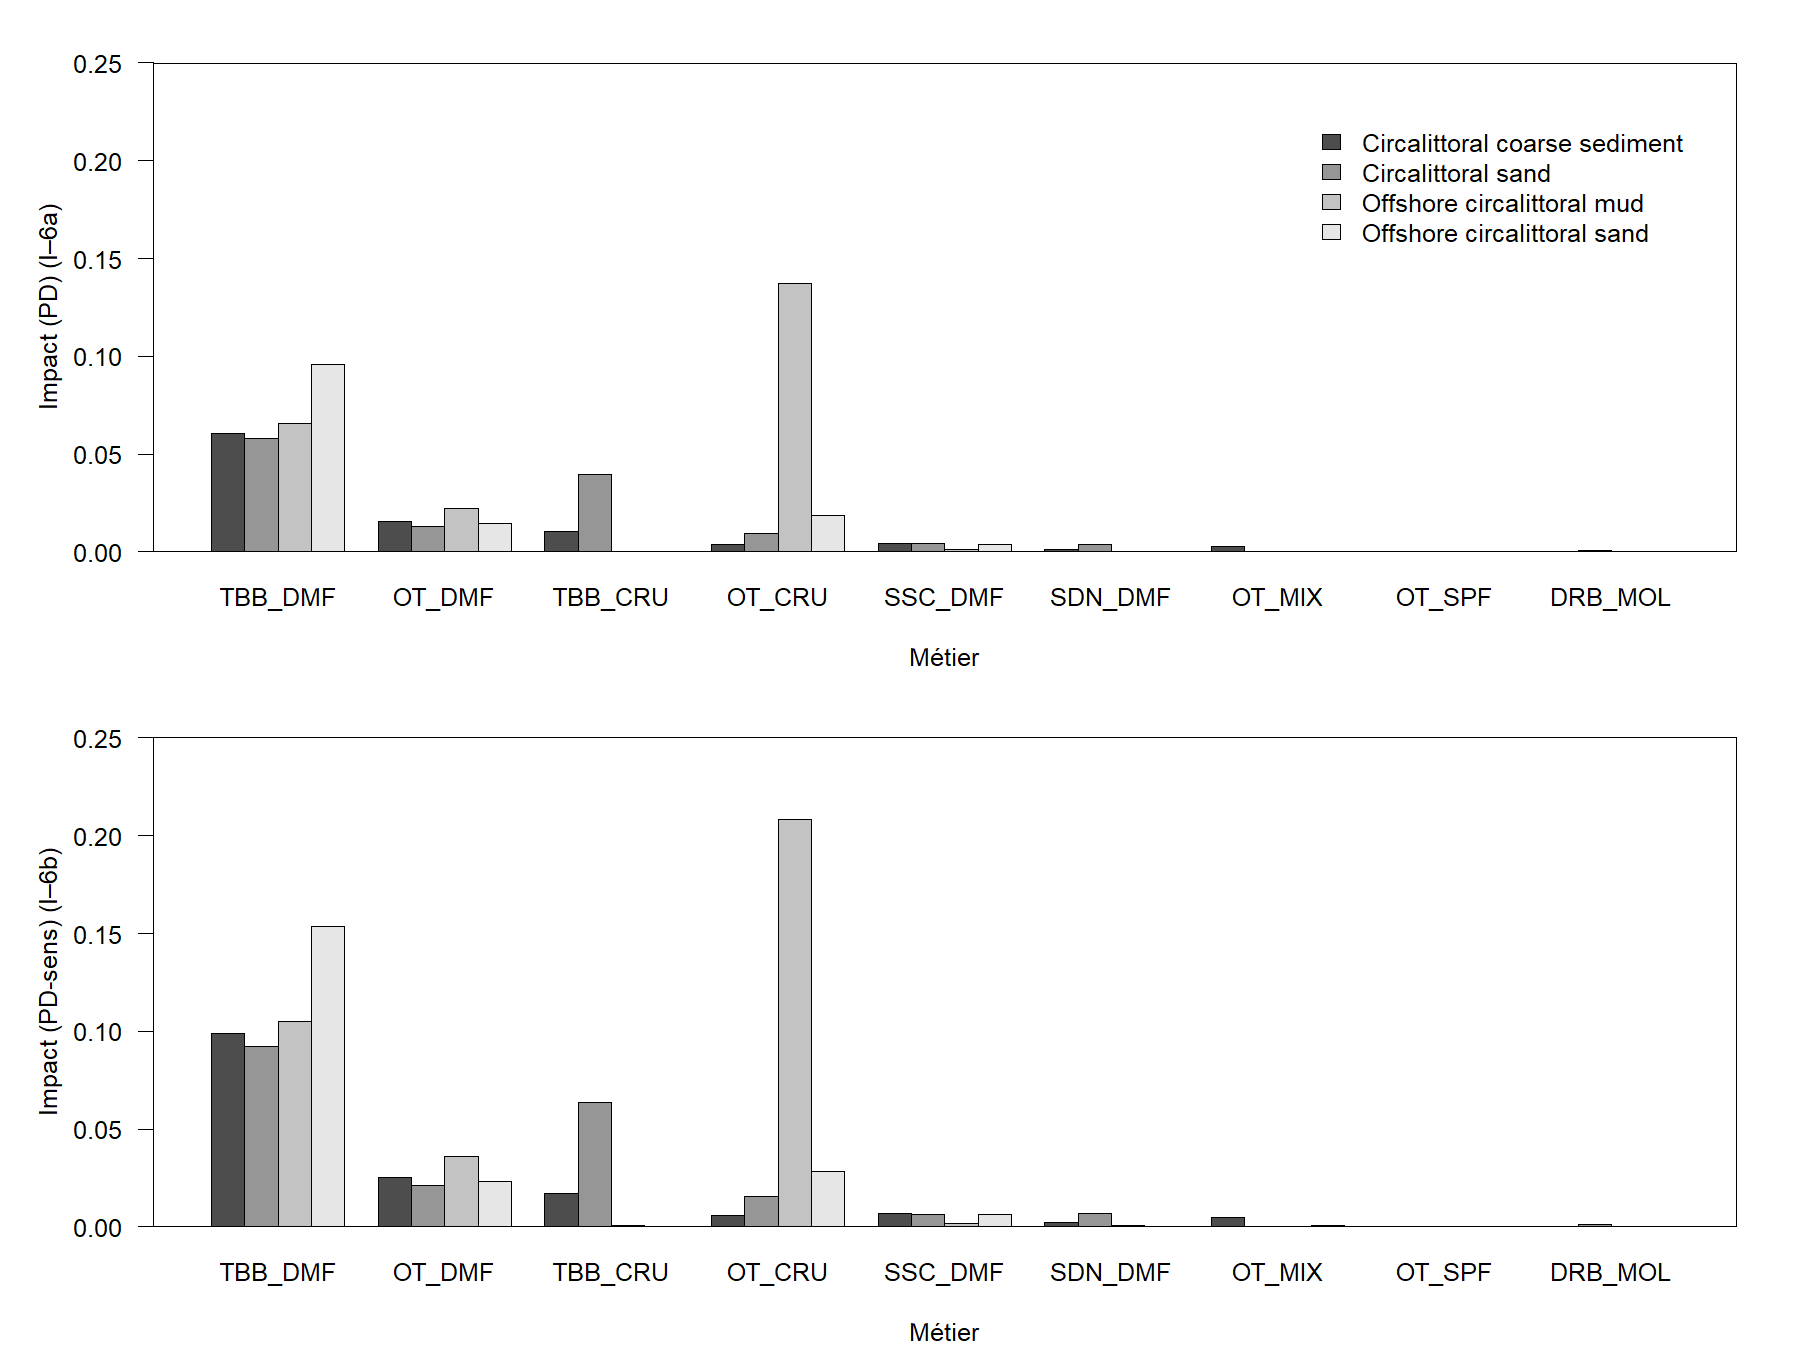 0.25
0.20
0.15
0.10
0.05
0.00
Impact (PD) (I–6a)
Circalittoral coarse sediment
Circalittoral sand
Offshore circalittoral mud
Offshore circalittoral sand
TBB_DMF OT_DMF TBB_CRU OT_CRU SSC_DMF SDN_DMF OT_MIX OT_SPF DRB_MOL
Métier
0.25
0.20
0.15
0.10
0.05
0.00
Impact (PD-sens) (I–6b)
TBB_DMF OT_DMF TBB_CRU OT_CRU SSC_DMF SDN_DMF OT_MIX OT_SPF DRB_MOL
Métier